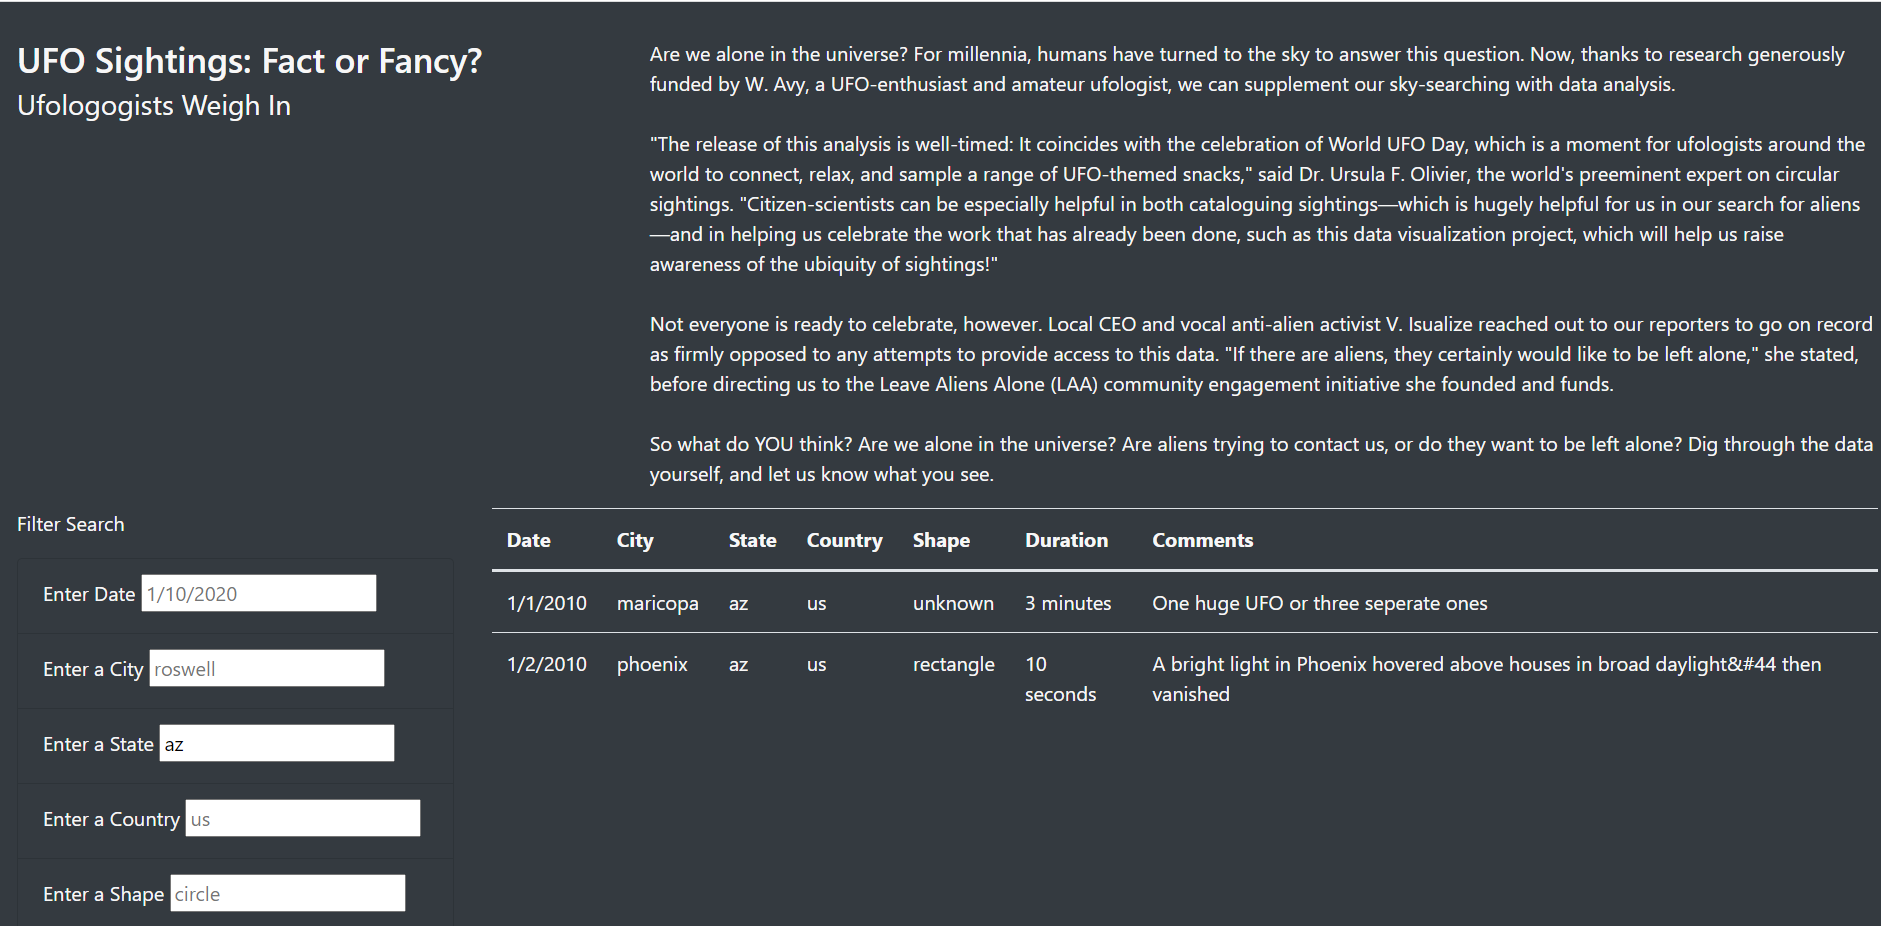 UFO Sightings: Fact or Fancy?
Ufologogists Weigh In
Are we alone in the universe? For millennia, humans have turned to the sky to answer this question. Now, thanks to research generously
funded by W. Avy, a UFO-enthusiast and amateur ufologist, we can supplement our sky-searching with data analysis.
"The release of this analysis is well-timed: It coincides with the celebration of World UFO Day, which is a moment for ufologists around the
world to connect, relax, and sample a range of UFO-themed snacks," said Dr. Ursula F. Olivier, the world's preeminent expert on circular
sightings. "Citizen-scientists can be especially helpful in both cataloguing sightings—which is hugely helpful for us in our search for aliens
—and in helping us celebrate the work that has already been done, such as this data visualization project, which will help us raise
awareness of the ubiquity of sightings!"
Not everyone is ready to celebrate, however. Local CEO and vocal anti-alien activist V. Isualize reached out to our reporters to go on record
as firmly opposed to any attempts to provide access to this data. "If there are aliens, they certainly would like to be left alone," she stated,
before directing us to the Leave Aliens Alone (LAA) community engagement initiative she founded and funds.
So what do YOU think? Are we alone in the universe? Are aliens trying to contact us, or do they want to be left alone? Dig through the data
yourself, and let us know what you see.
Filter Search
Enter Date 1/10/2020
Enter a City roswell
Enter a State az
Enter a Country us
Enter a Shape circle
Date City State Country Shape Duration Comments
1/1/2010 maricopa az us unknown 3 minutes One huge UFO or three seperate ones
1/2/2010 phoenix az us rectangle 10 A bright light in Phoenix hovered above houses in broad daylight&#44 then
seconds vanished